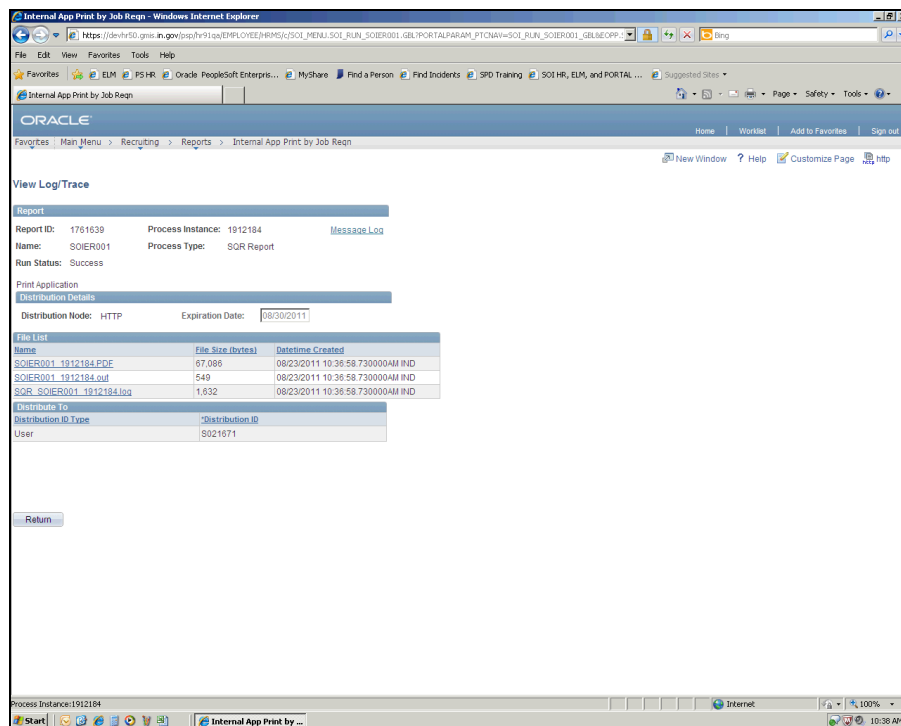 Internal App Print by Job Reqn - Windows Internet Explorer
https://devhr50.gmis.in.gov/psp/hr91qa/EMPLOYEE/HRMS/c/SOI_MENU.SOI_RUN_SOIER001.GBL?PORTALPARAM_PTCNAV=SOI_RUN_SOIER001_GBL&EOPP.S
Bing
File Edit View Favorites Tools Help
Favorites ELM PS HR Oracle PeopleSoft Enterpris... MyShare Find a Person Find Incidents SPD Training SOI HR, ELM, and PORTAL ... Suggested Sites
Internal App Print by Job Reqn
Page Safety Tools
ORACLE
Home | Worklist | Add to Favorites | Sign out
Favorites | Main Menu > Recruiting > Reports > Internal App Print by Job Reqn
New Window ? Help Customize Page http
View Log/Trace
Report
Report ID: 1761639 Process Instance: 1912184 Message Log
Name: SOIER001 Process Type: SQR Report
Run Status: Success
Print Application
Distribution Details
Distribution Node: HTTP Expiration Date: 08/30/2011
File List
Name File Size (bytes) Datetime Created
SOIER001_1912184.PDF 67,086 08/23/2011 10:36:58.730000AM IND
SOIER001_1912184.out 549 08/23/2011 10:36:58.730000AM IND
SQR_SOIER001_1912184.log 1,632 08/23/2011 10:36:58.730000AM IND
Distribute To
Distribution ID Type *Distribution ID
User S021671
Return
Process Instance:1912184
Internet
100%
Start
Internal App Print by ...
10:38 AM